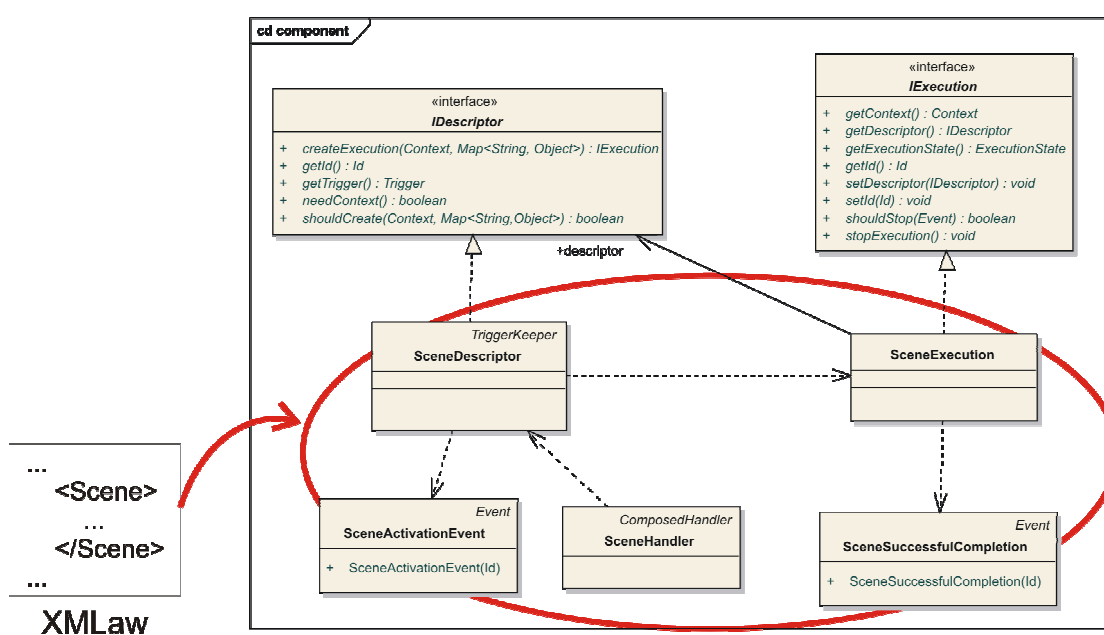 cd component
«interface»
IDescriptor
+ createExecution(Context, Map<String, Object>) : IExecution
+ getId() : Id
+ getTrigger() : Trigger
+ needContext() : boolean
+ shouldCreate(Context, Map<String,Object>) : boolean
«interface»
IExecution
+ getContext() : Context
+ getDescriptor() : IDescriptor
+ getExecutionState() : ExecutionState
+ getId() : Id
+ setDescriptor(IDescriptor) : void
+ setId(Id) : void
+ shouldStop(Event) : boolean
+ stopExecution() : void
+descriptor
TriggerKeeper
SceneDescriptor
SceneExecution
...
<Scene>
...
</Scene>
...
XMLaw
Event
SceneActivationEvent
+ SceneActivationEvent(Id)
ComposedHandler
SceneHandler
Event
SceneSuccessfulCompletion
+ SceneSuccessfulCompletion(Id)